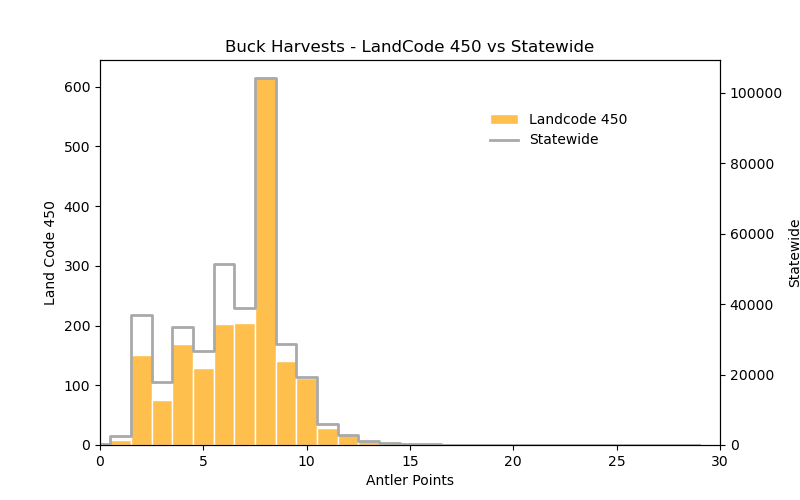 Buck Harvests - LandCode 450 vs Statewide
600
500
400
300
200
100
0
Land Code 450
100000
80000
60000
40000
20000
0
Statewide
Landcode 450
Statewide
0 5 10 15 20 25 30
Antler Points